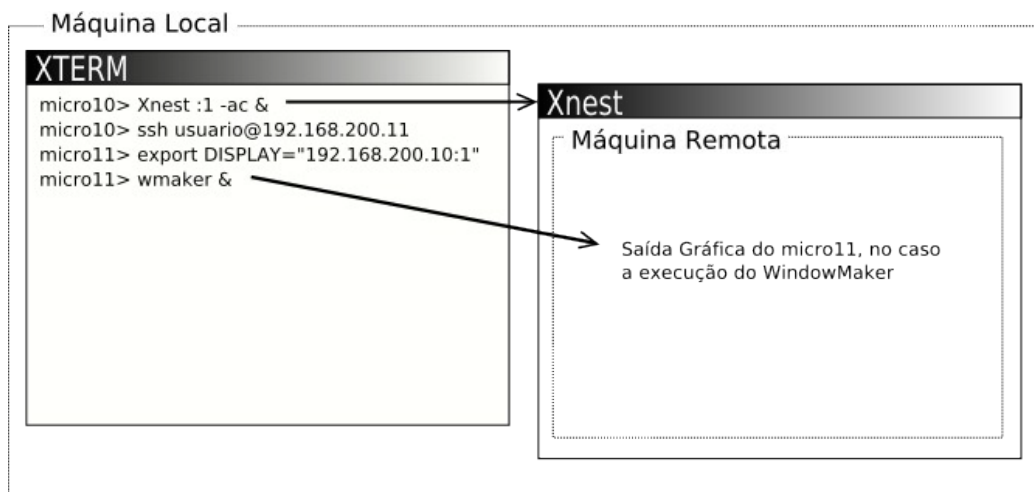 Máquina Local
XTERM
micro10> Xnest :1 -ac &
micro10> ssh usuario@192.168.200.11
micro11> export DISPLAY="192.168.200.10:1"
micro11> wmaker &
Xnest
Máquina Remota
Saída Gráfica do micro11, no caso
a execução do WindowMaker